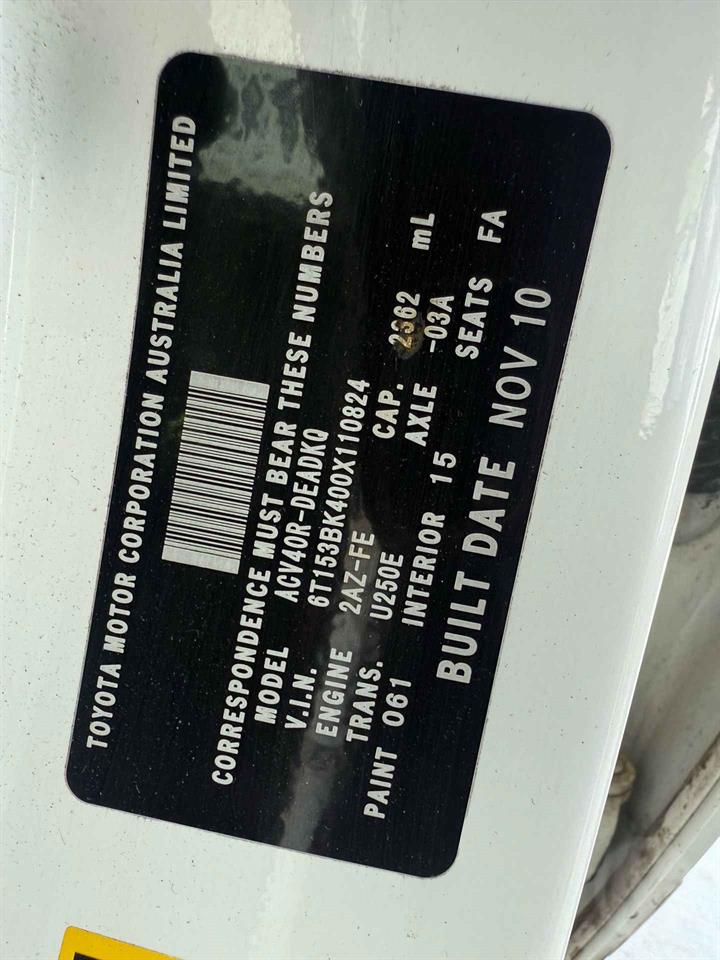 TOYOTA MOTOR CORPORATION AUSTRALIA LIMITED
CORRESPONDENCE MUST BEAR THESE NUMBERS
MODEL ACV40R-DEADKQ
V.I.N. 6T153BK400X110824
ENGINE 2AZ-FE CAP. 2362 mL
TRANS. U250E AXLE -03A
PAINT 061 INTERIOR 15 SEATS FA
BUILT DATE NOV 10